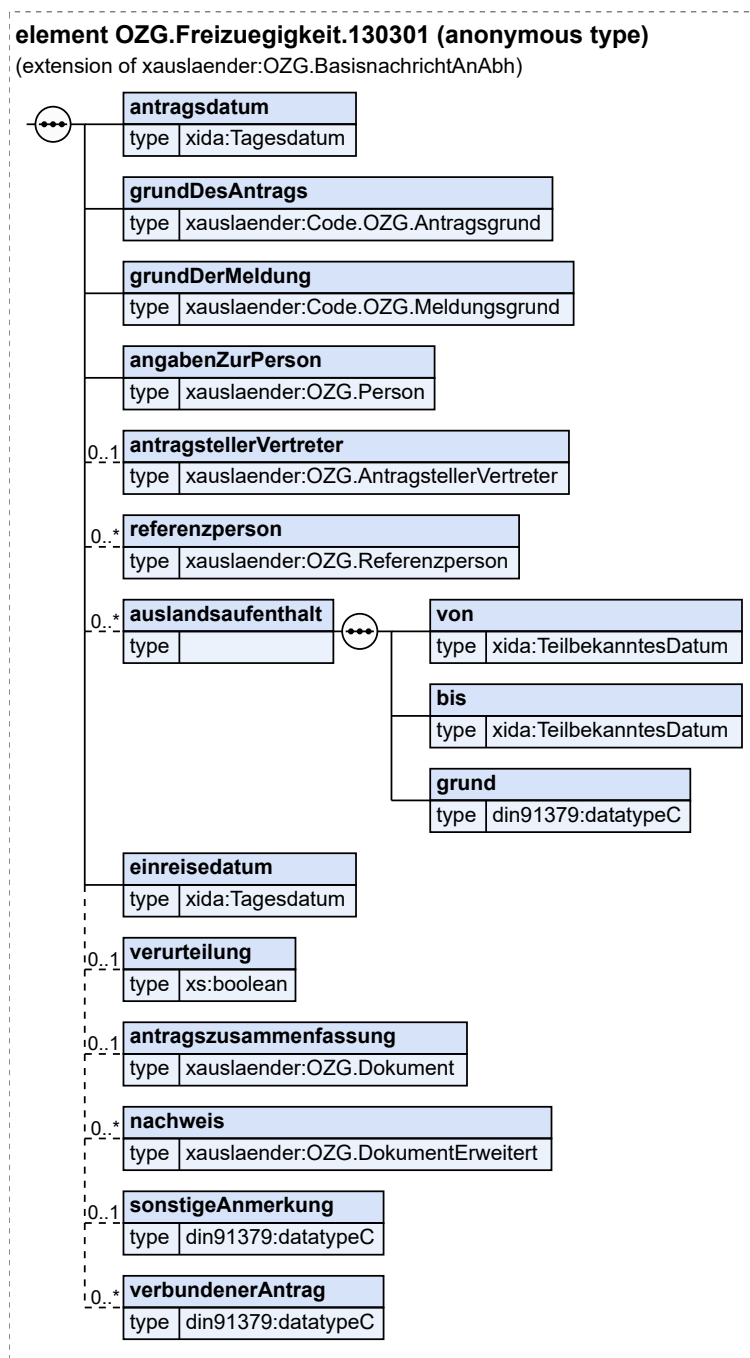 element OZG.Freizuegigkeit.130301 (anonymous type)
(extension of xauslaender:OZG.BasisnachrichtAnAbh)
antragsdatum
type xida:Tagesdatum
grundDesAntrags
type xauslaender:Code.OZG.Antragsgrund
grundDerMeldung
type xauslaender:Code.OZG.Meldungsgrund
angabenZurPerson
type xauslaender:OZG.Person
0..1 antragstellerVertreter
type xauslaender:OZG.AntragstellerVertreter
0..* referenzperson
type xauslaender:OZG.Referenzperson
0..* auslandsaufenthalt
type
von
type xida:TeilbekanntesDatum
bis
type xida:TeilbekanntesDatum
grund
type din91379:datatypeC
einreisedatum
type xida:Tagesdatum
0..1 verurteilung
type xs:boolean
0..1 antragszusammenfassung
type xauslaender:OZG.Dokument
0..* nachweis
type xauslaender:OZG.DokumentErweitert
0..1 sonstigeAnmerkung
type din91379:datatypeC
0..* verbundenerAntrag
type din91379:datatypeC